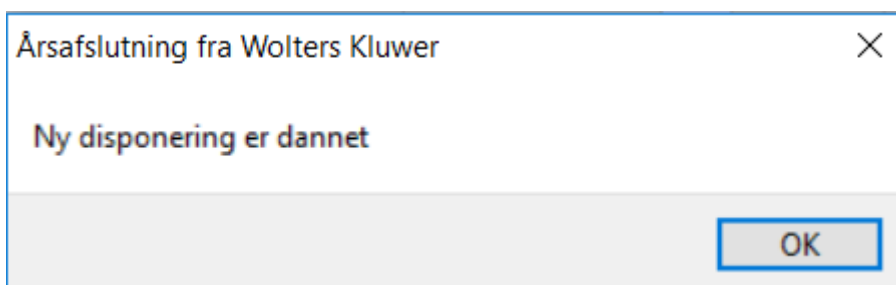 Årsafslutning fra Wolters Kluwer
Ny disponering er dannet
OK